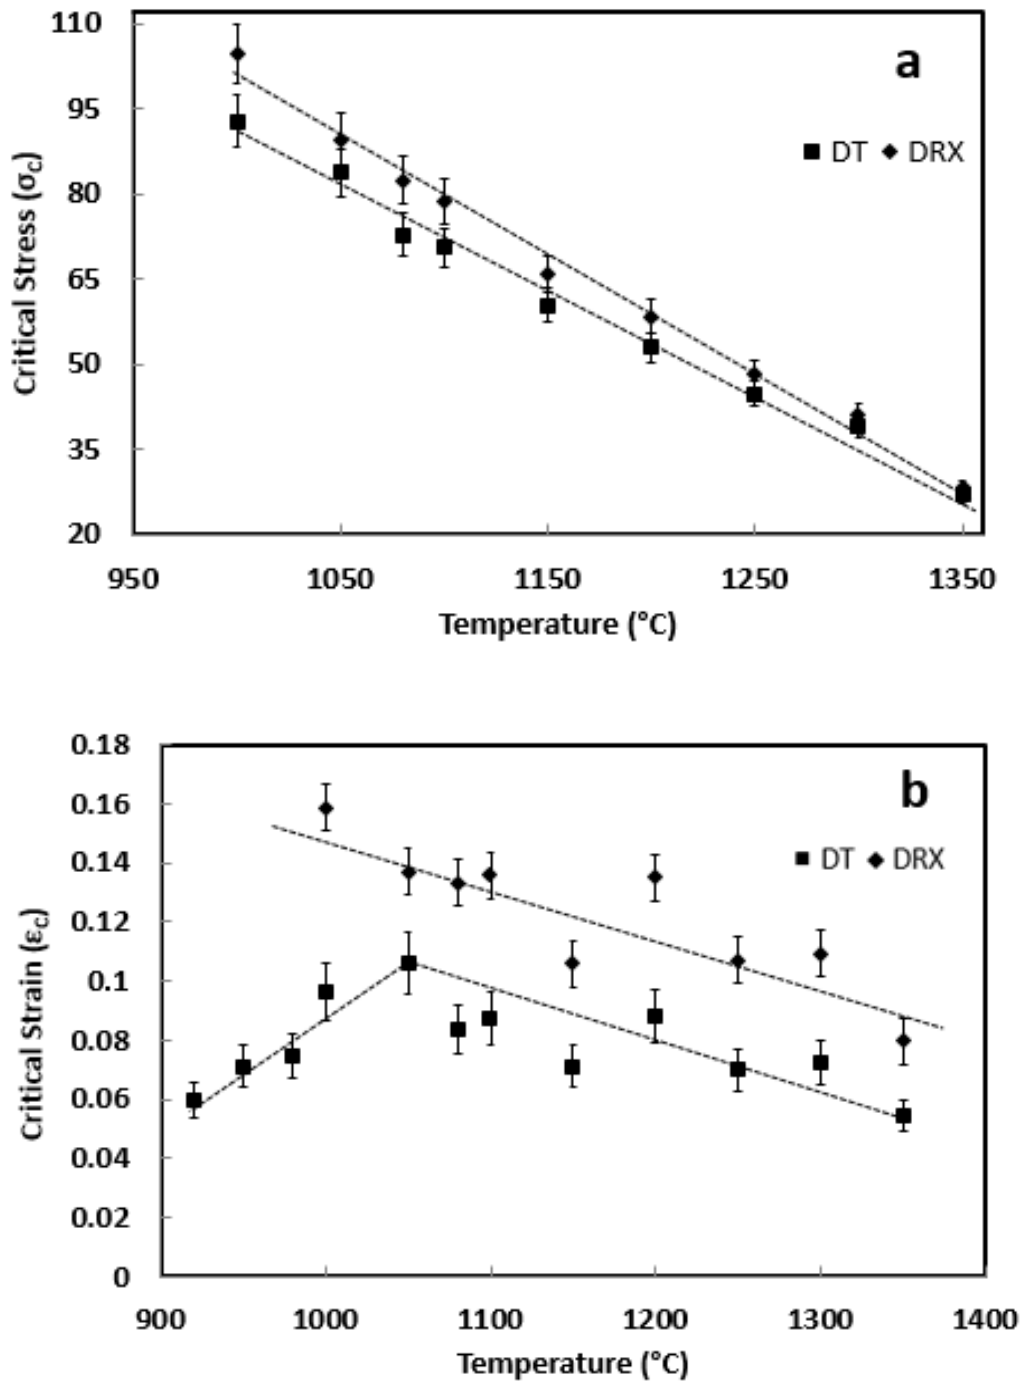 110
a
95
Critical Stress (σC)
■ DT ◆ DRX
80
65
50
35
20
950 1050 1150 1250 1350
Temperature (°C)
0.18
b
0.16
■ DT ◆ DRX
0.14
0.12
Critical Strain (εC)
0.1
0.08
0.06
0.04
0.02
0
900 1000 1100 1200 1300 1400
Temperature (°C)